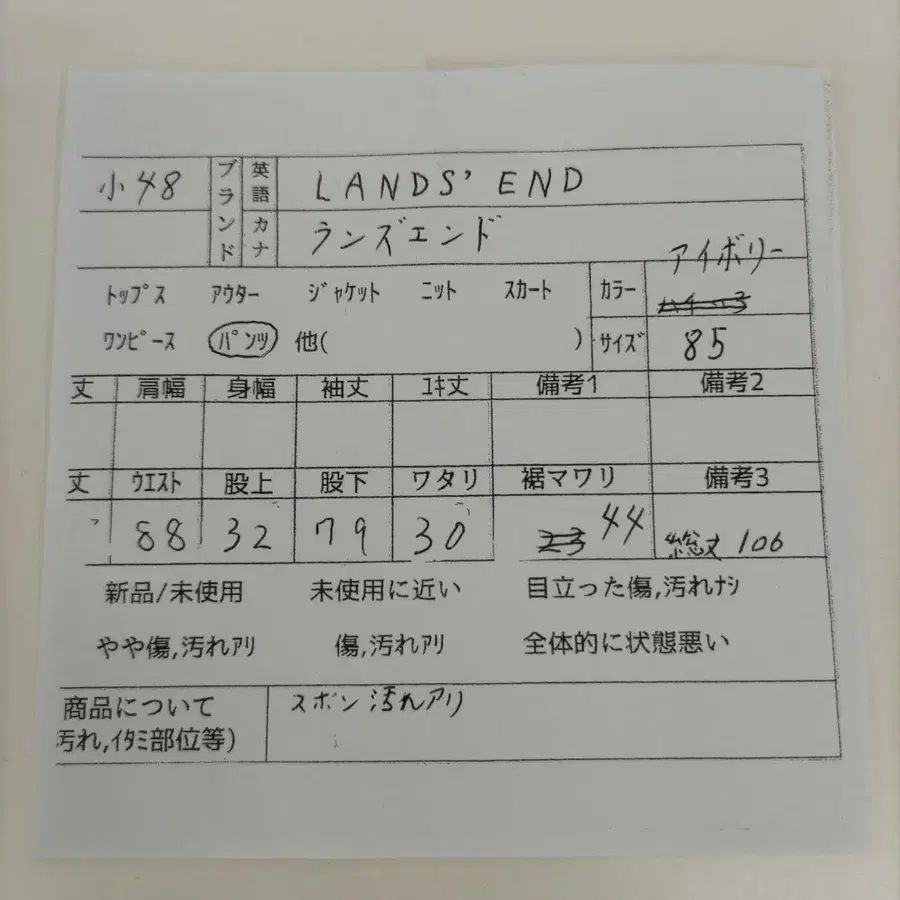 小48 ブランド 英語 LANDS' END
カナ ランズエンド
トップス アウター ジャケット ニット スカート カラー アイボリー
ワンピース パンツ 他( ) サイズ 85
丈 肩幅 身幅 袖丈 ユキ丈 備考1 備考2
丈 ウエスト 股上 股下 ワタリ 裾マワリ 備考3
88 32 79 30 23 44 総丈 106
新品/未使用 未使用に近い 目立った傷,汚れナシ
やや傷,汚れアリ 傷,汚れアリ 全体的に状態悪い
商品について スボン汚れアリ
汚れ,イタミ部位等)